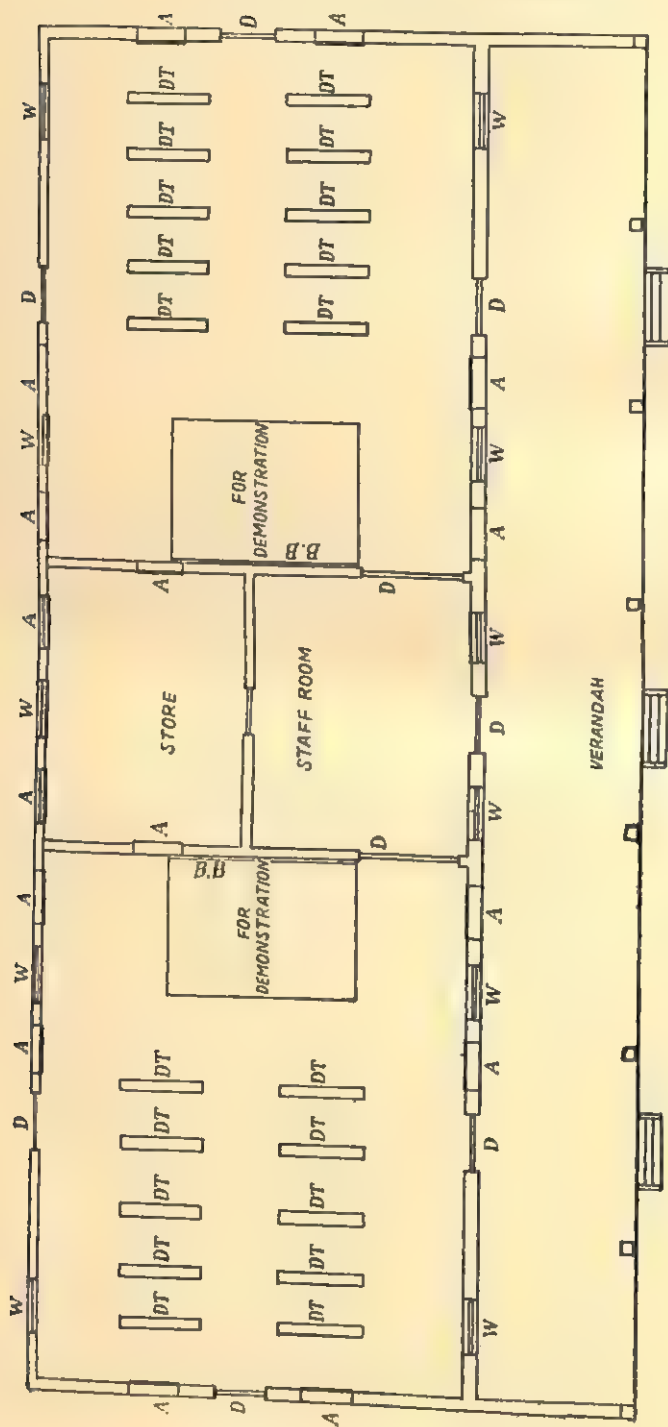 W D A W A A W A A W A D W
A DT DT DT DT DT A STORE A DT DT DT DT DT A
B.B
D FOR DEMONSTRATION FOR DEMONSTRATION D
STAFF ROOM
B.B
A DT DT DT DT DT D D DT DT DT DT DT A
W D A W A W D W A W A D W
VERANDAH